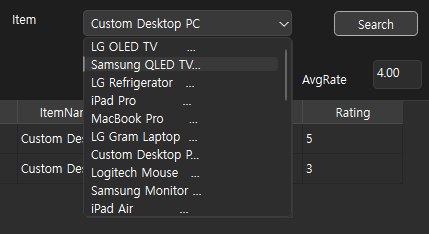 Item
Custom Desktop PC
Search
LG OLED TV ...
Samsung QLED TV...
LG Refrigerator ...
AvgRate
4.00
iPad Pro ...
ItemNam
Rating
MacBook Pro ...
LG Gram Laptop ...
Custom Des
5
Custom Desktop P...
Custom Des
3
Logitech Mouse ...
Samsung Monitor ...
iPad Air ...